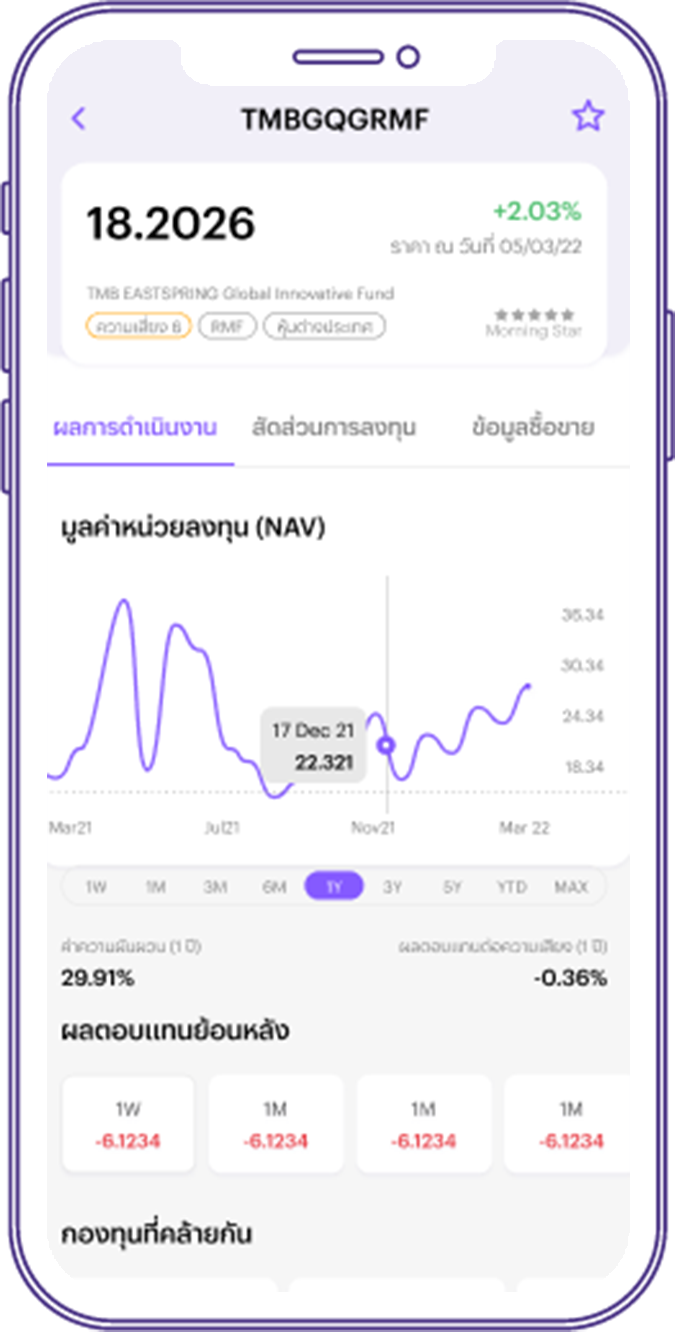 TMBGQGRMF
18.2026
+2.03%
ราคา ณ วันที่ 05/03/22
TMB EASTSPRING Global Innovative Fund
ความเสี่ยง 6 RMF หุ้นต่างประเทศ
Morning Star
ผลการดำเนินงาน สัดส่วนการลงทุน ข้อมูลซื้อขาย
มูลค่าหน่วยลงทุน (NAV)
35.34
30.34
24.34
18.34
17 Dec 21
22.321
Mar21 Jul21 Nov21 Mar 22
1W 1M 3M 6M 1Y 3Y 5Y YTD MAX
ค่าความผันผวน (1 ปี) ผลตอบแทนต่อความเสี่ยง (1 ปี)
29.91% -0.36%
ผลตอบแทนย้อนหลัง
1W 1M 1M 1M
-6.1234 -6.1234 -6.1234 -6.1234
กองทุนที่คล้ายกัน